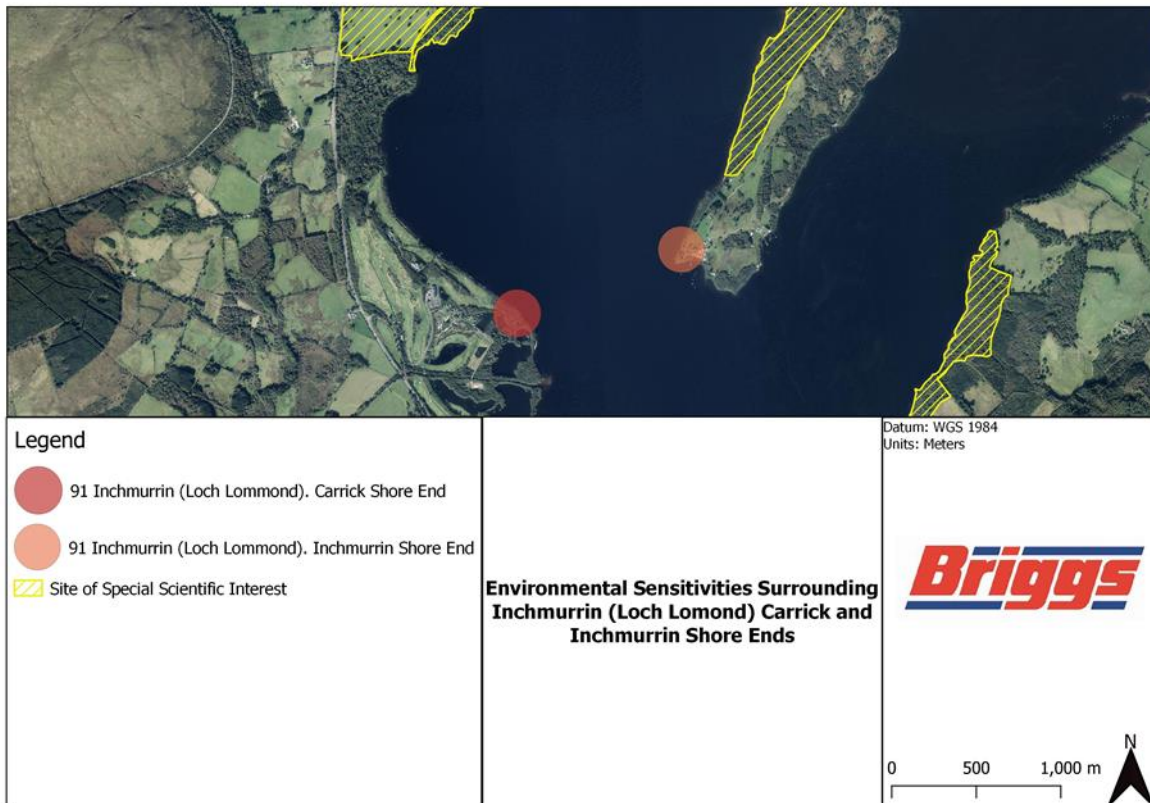 Legend
91 Inchmurrin (Loch Lommond). Carrick Shore End
91 Inchmurrin (Loch Lommond). Inchmurrin Shore End
Site of Special Scientific Interest
Environmental Sensitivities Surrounding
Inchmurrin (Loch Lomond) Carrick and
Inchmurrin Shore Ends
Datum: WGS 1984
Units: Meters
Briggs
N
0 500 1,000 m